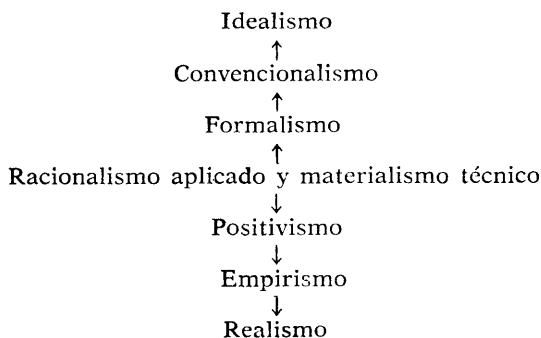 Idealismo
↑
Convencionalismo
↑
Formalismo
↑
Racionalismo aplicado y materialismo técnico
↓
Positivismo
↓
Empirismo
↓
Realismo